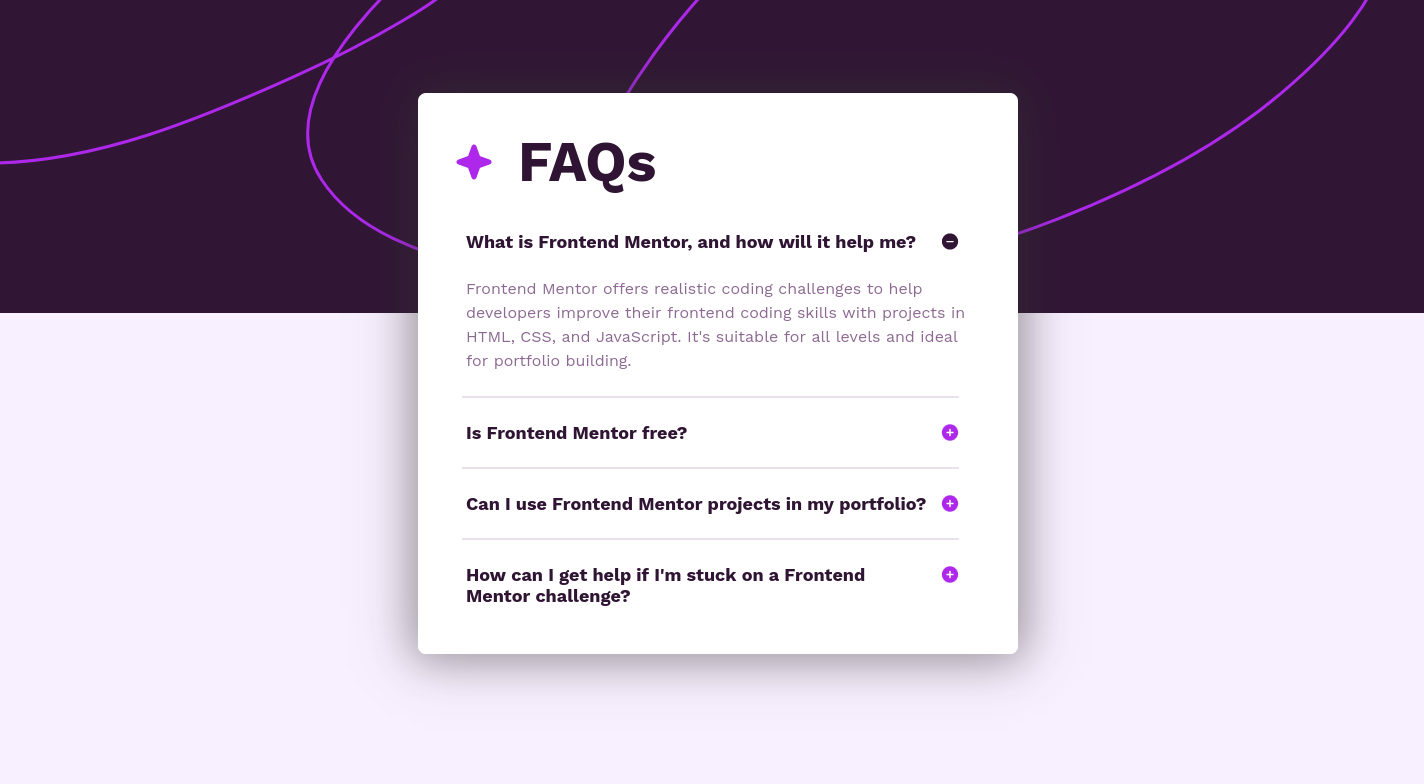 FAQs
What is Frontend Mentor, and how will it help me?
Frontend Mentor offers realistic coding challenges to help
developers improve their frontend coding skills with projects in
HTML, CSS, and JavaScript. It's suitable for all levels and ideal
for portfolio building.
Is Frontend Mentor free?
Can I use Frontend Mentor projects in my portfolio?
How can I get help if I'm stuck on a Frontend
Mentor challenge?